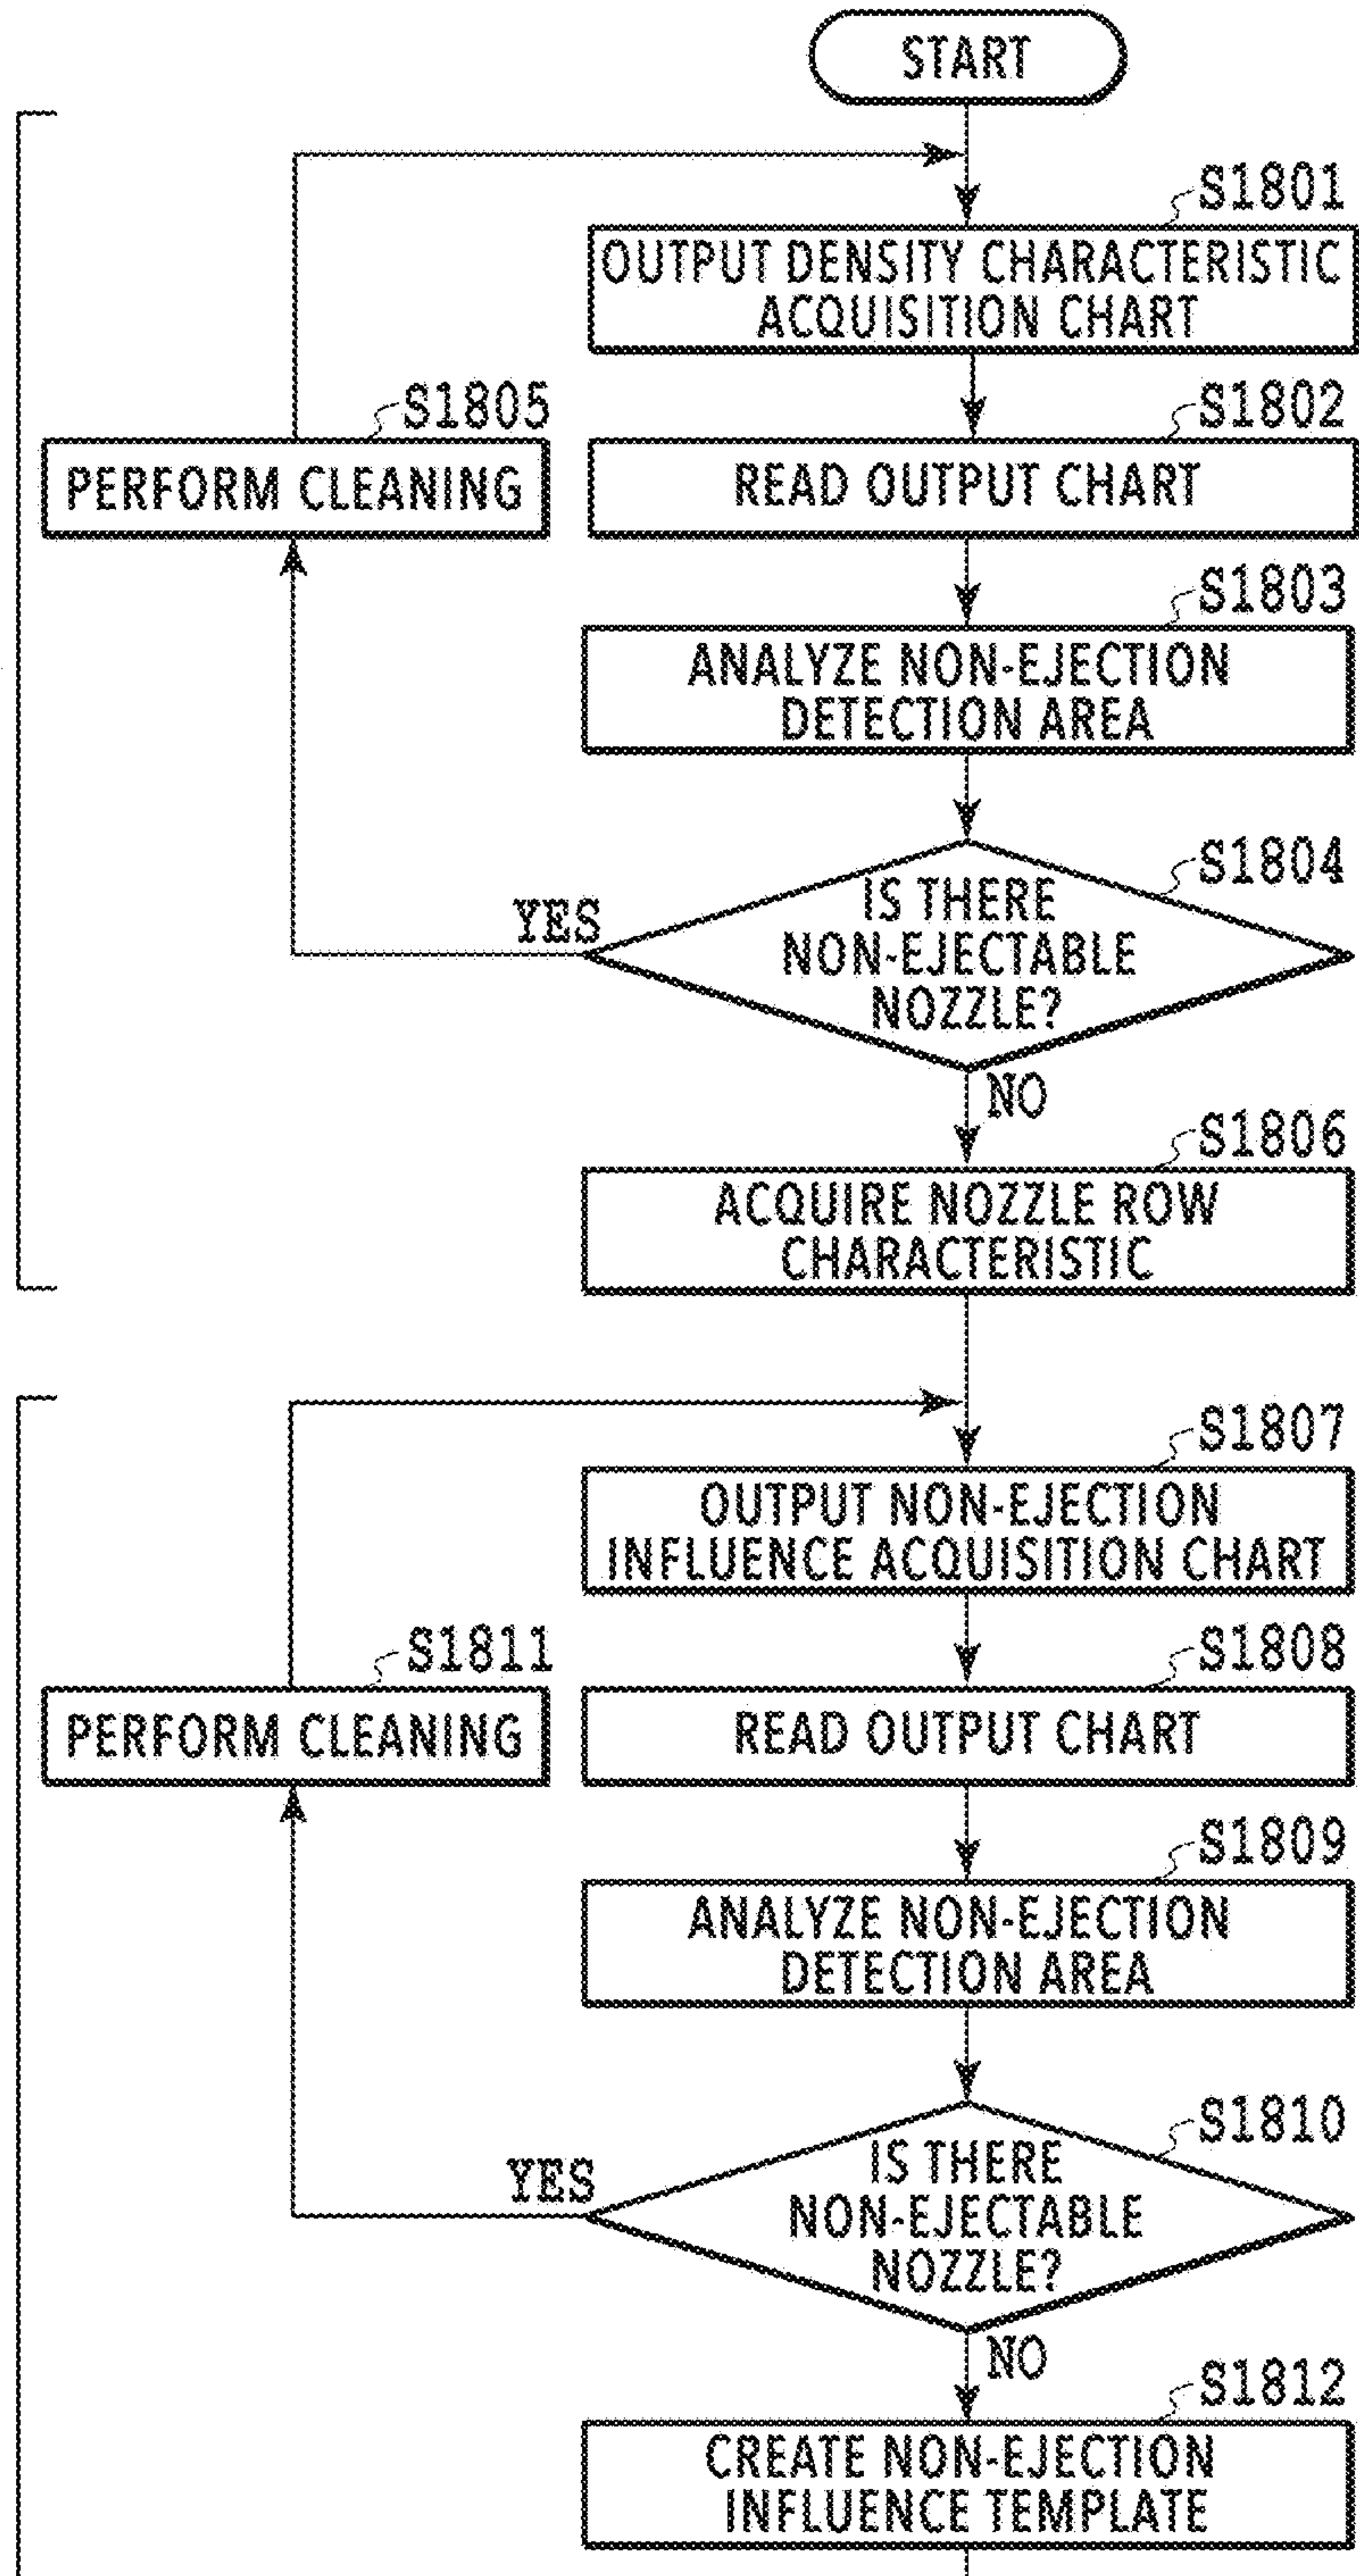 START
S1801
OUTPUT DENSITY CHARACTERISTIC
ACQUISITION CHART
S1805
PERFORM CLEANING
S1802
READ OUTPUT CHART
S1803
ANALYZE NON-EJECTION
DETECTION AREA
S1804
IS THERE
NON-EJECTABLE
NOZZLE?
YES
NO
S1806
ACQUIRE NOZZLE ROW
CHARACTERISTIC
S1807
OUTPUT NON-EJECTION
INFLUENCE ACQUISITION CHART
S1811
PERFORM CLEANING
S1808
READ OUTPUT CHART
S1809
ANALYZE NON-EJECTION
DETECTION AREA
S1810
IS THERE
NON-EJECTABLE
NOZZLE?
YES
NO
S1812
CREATE NON-EJECTION
INFLUENCE TEMPLATE